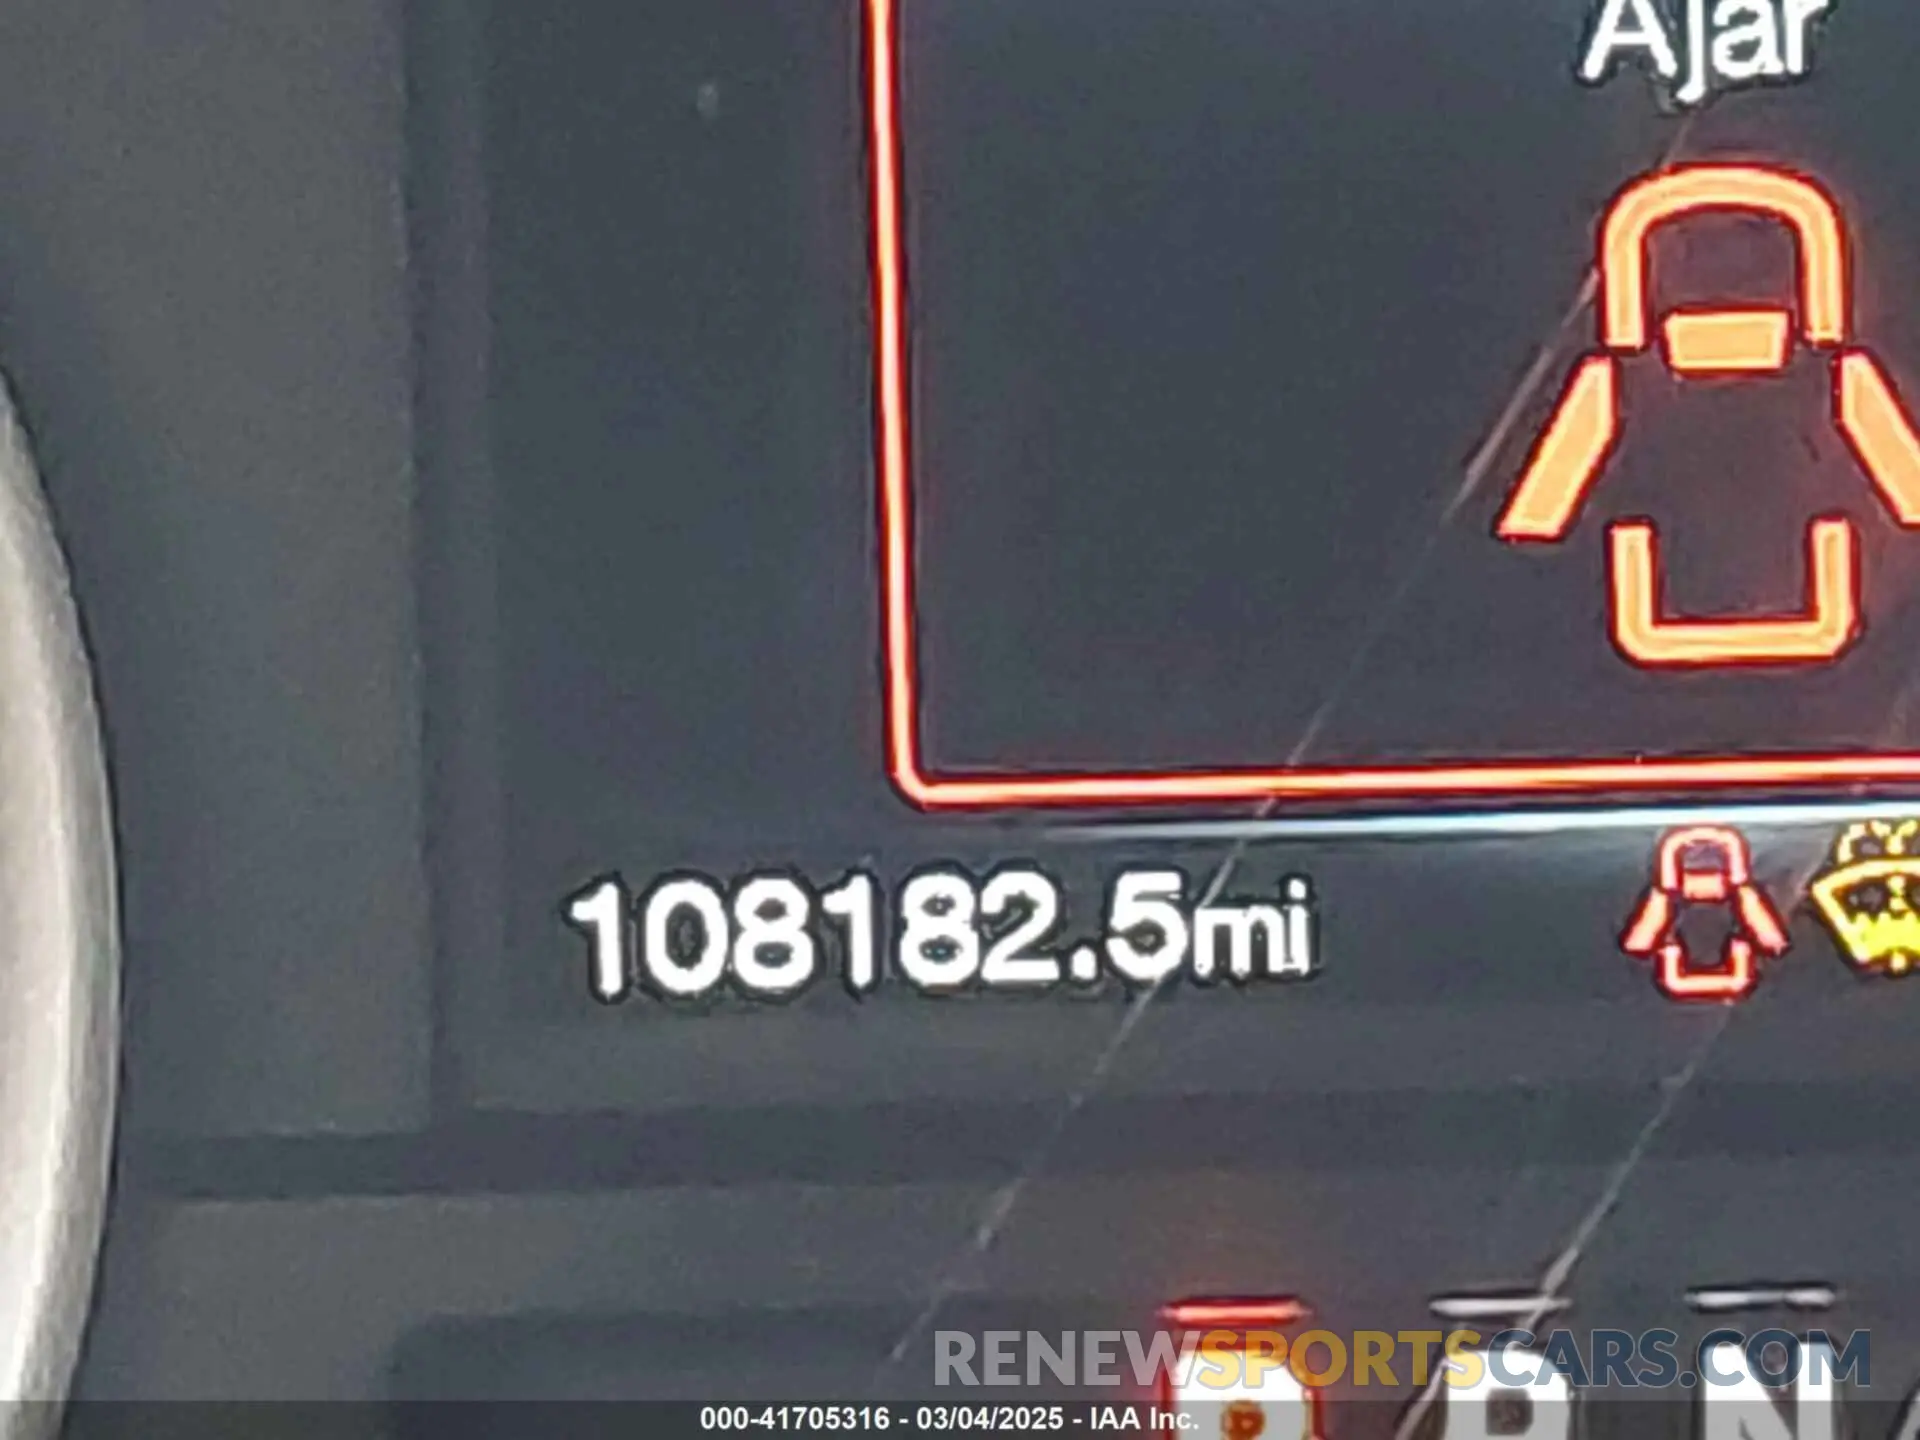 Ajar
108182.5mi
RENEWSPORTSCARS.COM
P R N
000-41705316 - 03/04/2025 - IAA Inc.